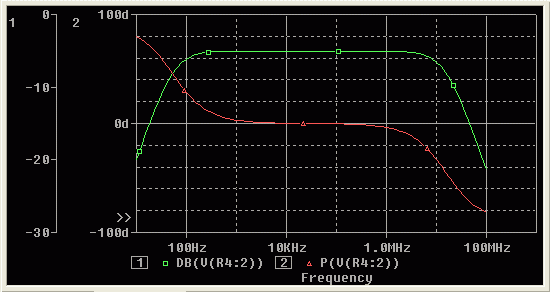 1 0 2 100d
-10
0d
-20
>>
-30 -100d
100Hz 10KHz 1.0MHz 100MHz
1 DB(V(R4:2)) 2 P(V(R4:2))
Frequency